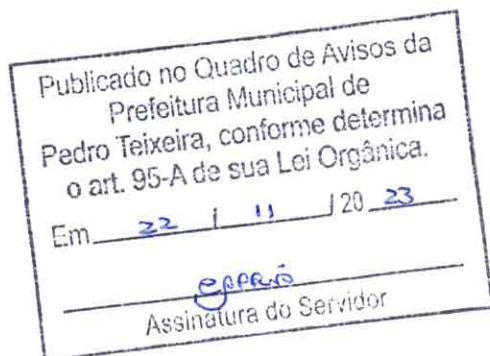 Publicado no Quadro de Avisos da
Prefeitura Municipal de
Pedro Teixeira, conforme determina
o art. 95-A de sua Lei Orgânica.
Em 22 / 11 / 20 23
Assinatura do Servidor